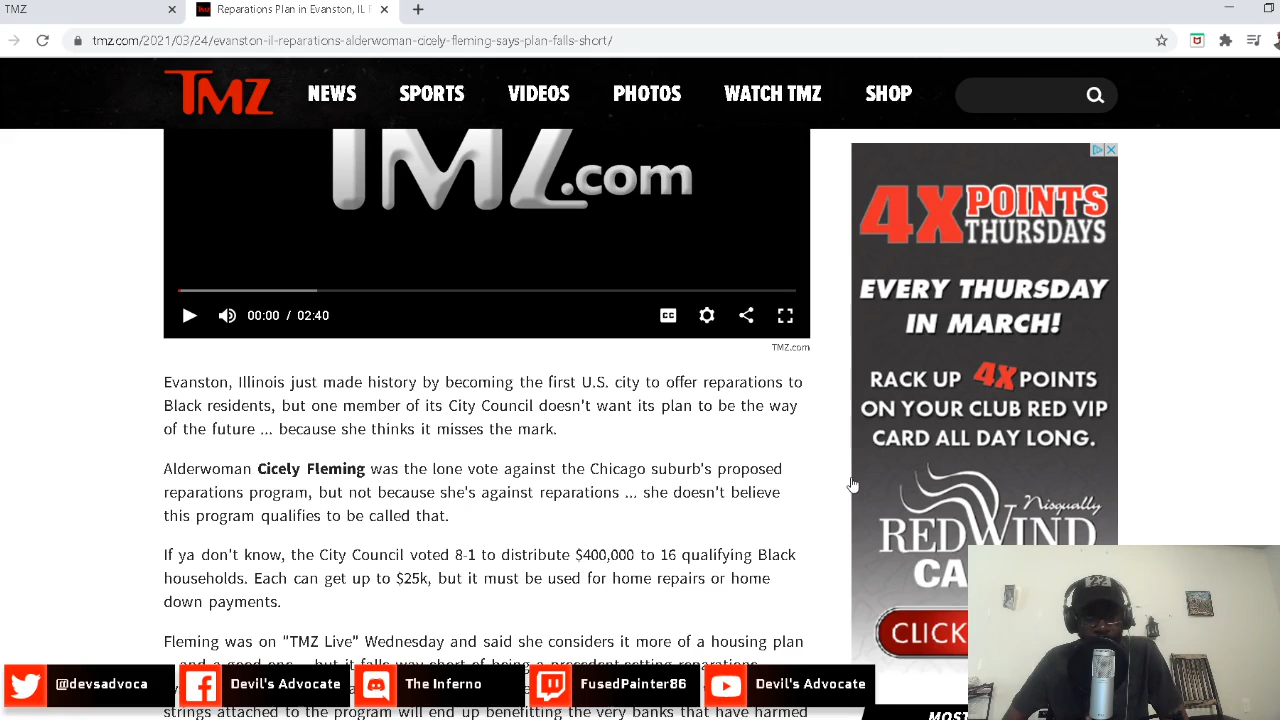 TMZ
Reparations Plan in Evanston, IL
tmz.com/2021/03/24/evanston-il-reparations-alderwoman-cicely-fleming-says-plan-falls-short/
TMZ NEWS SPORTS VIDEOS PHOTOS WATCH TMZ SHOP
TMZ.com
00:00 / 02:40
CC
TMZ.com
Evanston, Illinois just made history by becoming the first U.S. city to offer reparations to
Black residents, but one member of its City Council doesn't want its plan to be the way
of the future ... because she thinks it misses the mark.
Alderwoman Cicely Fleming was the lone vote against the Chicago suburb's proposed
reparations program, but not because she's against reparations ... she doesn't believe
this program qualifies to be called that.
If ya don't know, the City Council voted 8-1 to distribute $400,000 to 16 qualifying Black
households. Each can get up to $25k, but it must be used for home repairs or home
down payments.
Fleming was on "TMZ Live" Wednesday and said she considers it more of a housing plan
strings attached to the program will end up benefitting the very banks that have harmed
4X POINTS
THURSDAYS
EVERY THURSDAY
IN MARCH!
RACK UP 4X POINTS
ON YOUR CLUB RED VIP
CARD ALL DAY LONG.
Nisqually
RED WIND
CA
CLICK
MOST
@devsadvoca
Devil's Advocate
The Inferno
FusedPainter86
Devil's Advocate